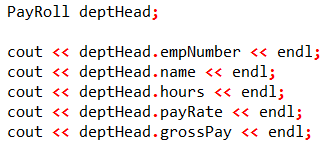 PayRoll deptHead;
cout << deptHead.empNumber << endl;
cout << deptHead.name << endl;
cout << deptHead.hours << endl;
cout << deptHead.payRate << endl;
cout << deptHead.grossPay << endl;